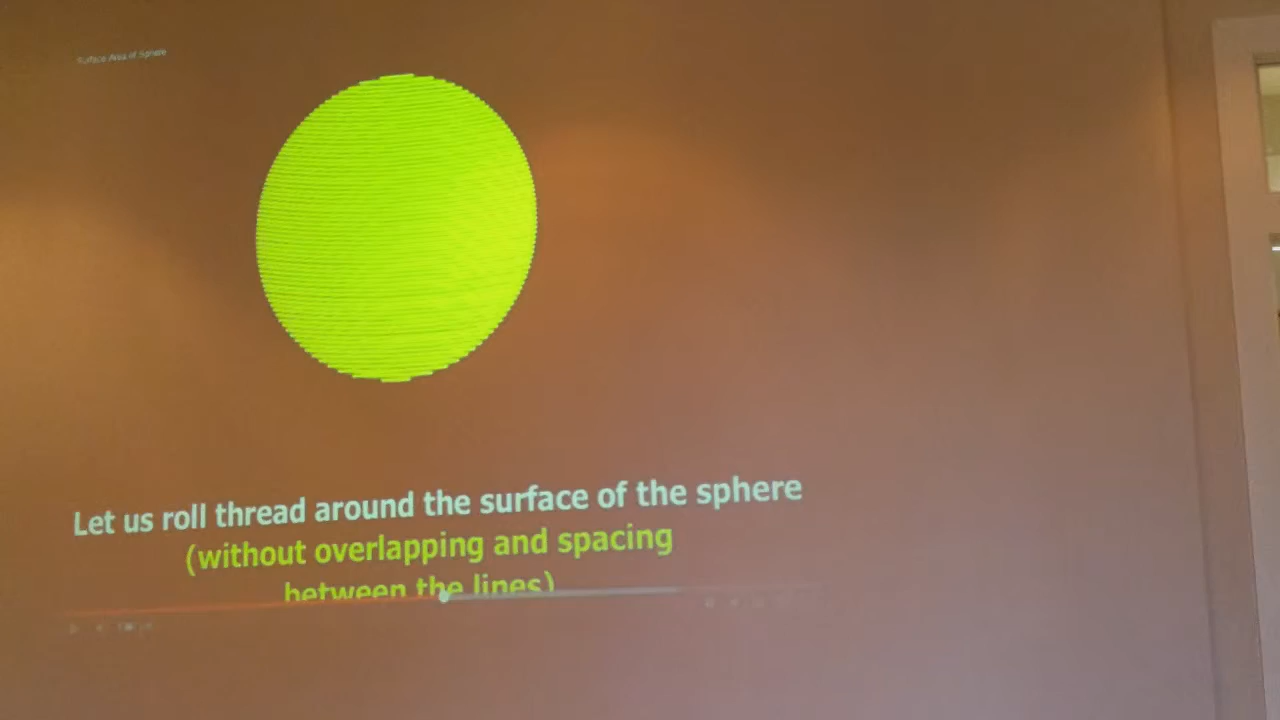 Surface Area of Sphere
Let us roll thread around the surface of the sphere
(without overlapping and spacing
between the lines)